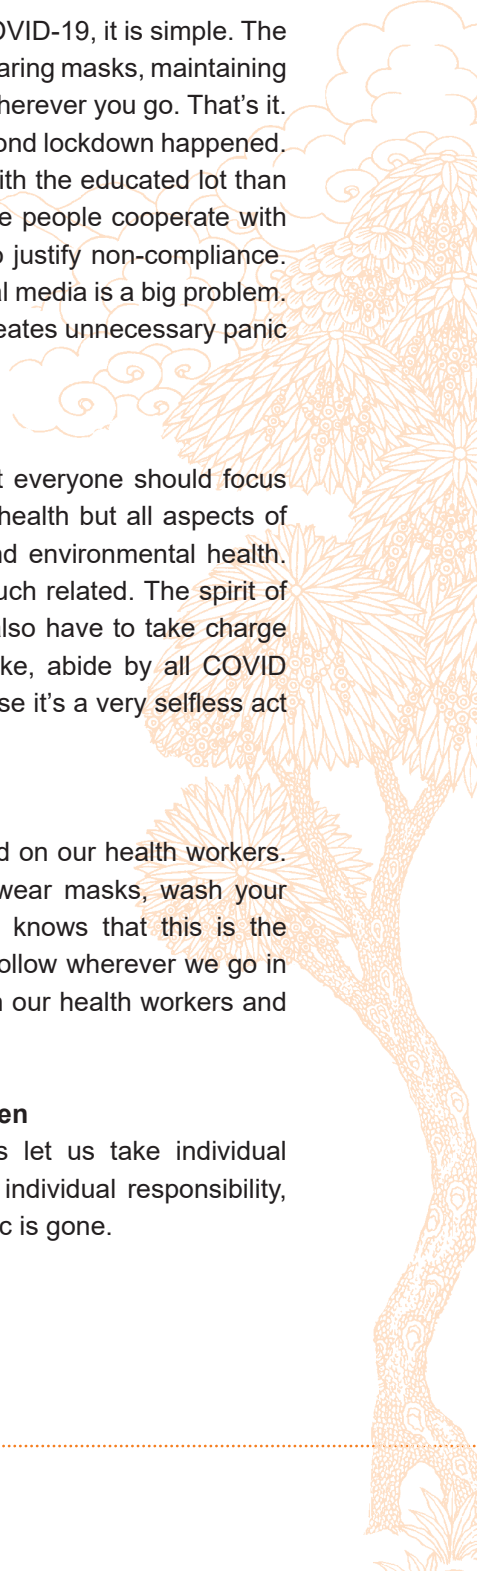 OVID-19, it is simple. The
aring masks, maintaining
herever you go. That’s it.
ond lockdown happened.
ith the educated lot than
e people cooperate with
o justify non-compliance.
al media is a big problem.
eates unnecessary panic
t everyone should focus
health but all aspects of
nd environmental health.
uch related. The spirit of
also have to take charge
ke, abide by all COVID
se it’s a very selfless act
d on our health workers.
wear masks, wash your
knows that this is the
ollow wherever we go in
n our health workers and
en
s let us take individual
individual responsibility,
c is gone.